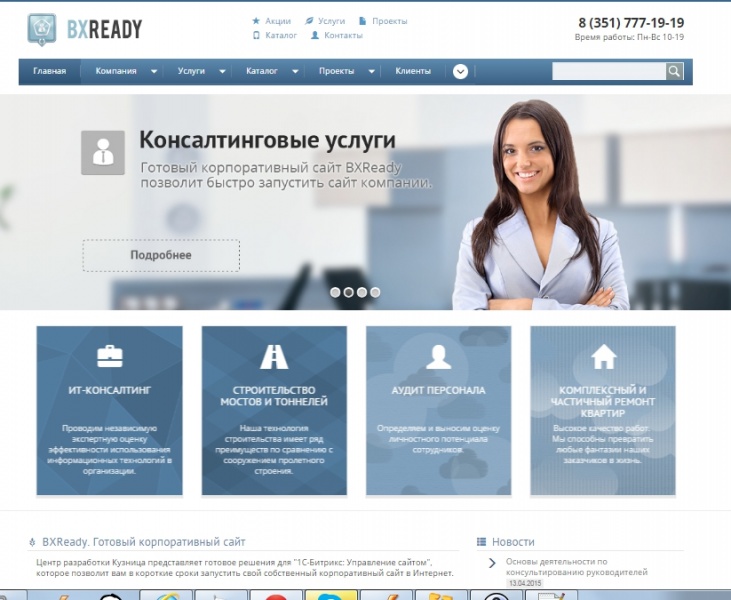 BXREADY
Акции Услуги Проекты
Каталог Контакты
8 (351) 777-19-19
Время работы: Пн-Вс 10-19
Главная Компания Услуги Каталог Проекты Клиенты
Консалтинговые услуги
Готовый корпоративный сайт BXReady
позволит быстро запустить сайт компании.
Подробнее
ИТ-КОНСАЛТИНГ
Проводим независимую
экспертную оценку
эффективности использования
информационных технологий в
организации.
СТРОИТЕЛЬСТВО
МОСТОВ И ТОННЕЛЕЙ
Наша технология
строительства имеет ряд
преимуществ по сравнению с
сооружением пролетного
строения.
АУДИТ ПЕРСОНАЛА
Определяем и выносим оценку
личностного потенциала
сотрудников.
КОМПЛЕКСНЫЙ И
ЧАСТИЧНЫЙ РЕМОНТ
КВАРТИР
Высокое качество работ.
Мы способны превратить
любые фантазии наших
заказчиков в жизнь.
BXReady. Готовый корпоративный сайт
Центр разработки Кузница представляет готовое решения для "1С-Битрикс: Управление сайтом",
которое позволит вам в короткие сроки запустить свой собственный корпоративный сайт в Интернет.
Новости
Основы деятельности по
консультированию руководителей
13.04.2015